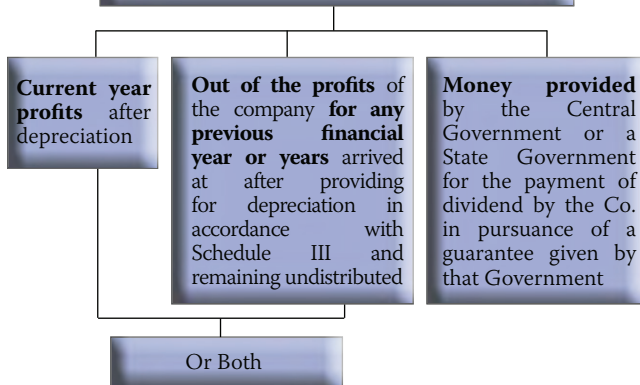 Current year
profits after
depreciation
Out of the profits of
the company for any
previous financial
year or years arrived
at after providing
for depreciation in
accordance with
Schedule III and
remaining undistributed
Money provided
by the Central
Government or a
State Government
for the payment of
dividend by the Co.
in pursuance of a
guarantee given by
that Government
Or Both